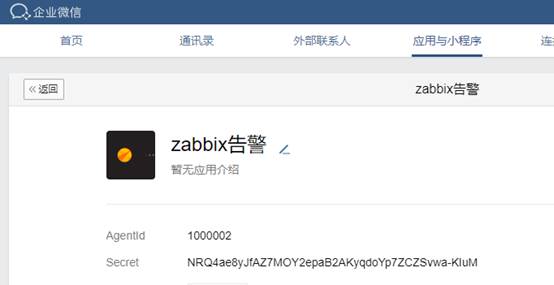 企业微信
首页 通讯录 外部联系人 应用与小程序
«返回 zabbix告警
zabbix告警
暂无应用介绍
AgentId 1000002
Secret NRQ4ae8yJfAZ7MOY2epaB2AKyqdoYp7ZCZSvwa-KIuM